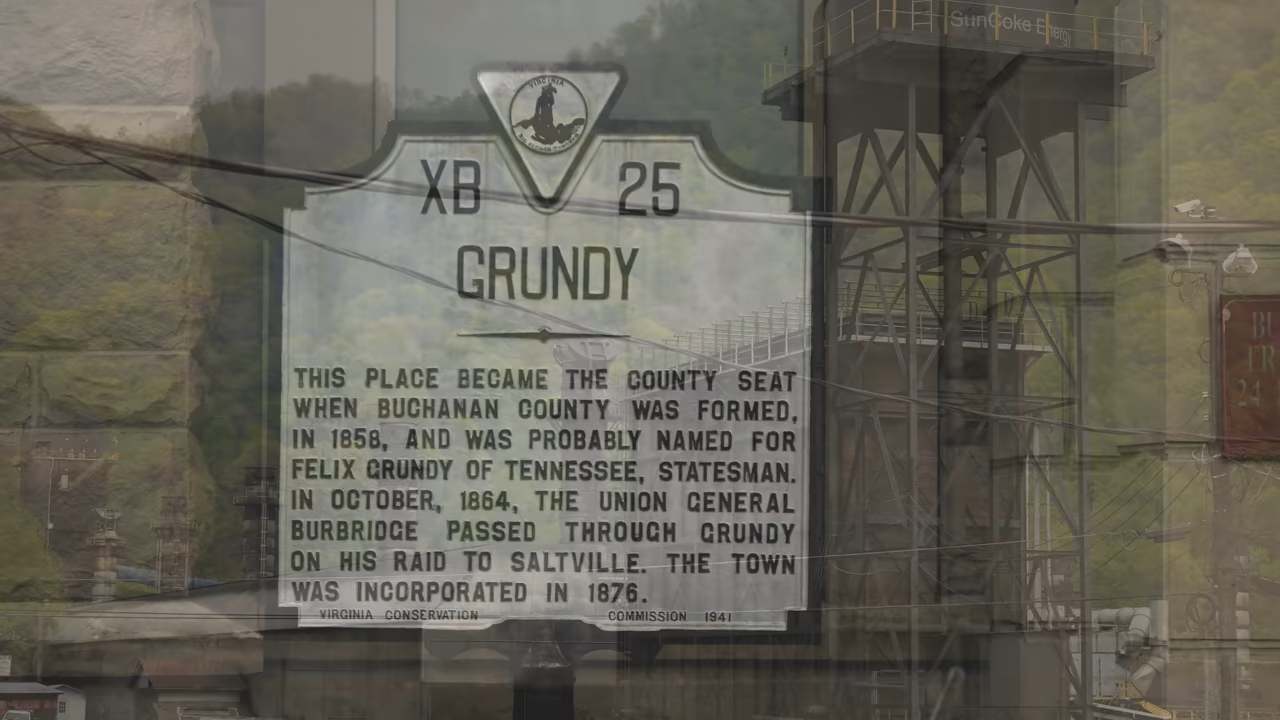 SunCoke Energy
VIRGINIA
XB 25
GRUNDY
THIS PLACE BECAME THE COUNTY SEAT
WHEN BUCHANAN COUNTY WAS FORMED,
IN 1858, AND WAS PROBABLY NAMED FOR
FELIX GRUNDY OF TENNESSEE, STATESMAN.
IN OCTOBER, 1864, THE UNION GENERAL
BURBRIDGE PASSED THROUGH GRUNDY
ON HIS RAID TO SALTVILLE. THE TOWN
WAS INCORPORATED IN 1876.
VIRGINIA CONSERVATION COMMISSION 1941
24